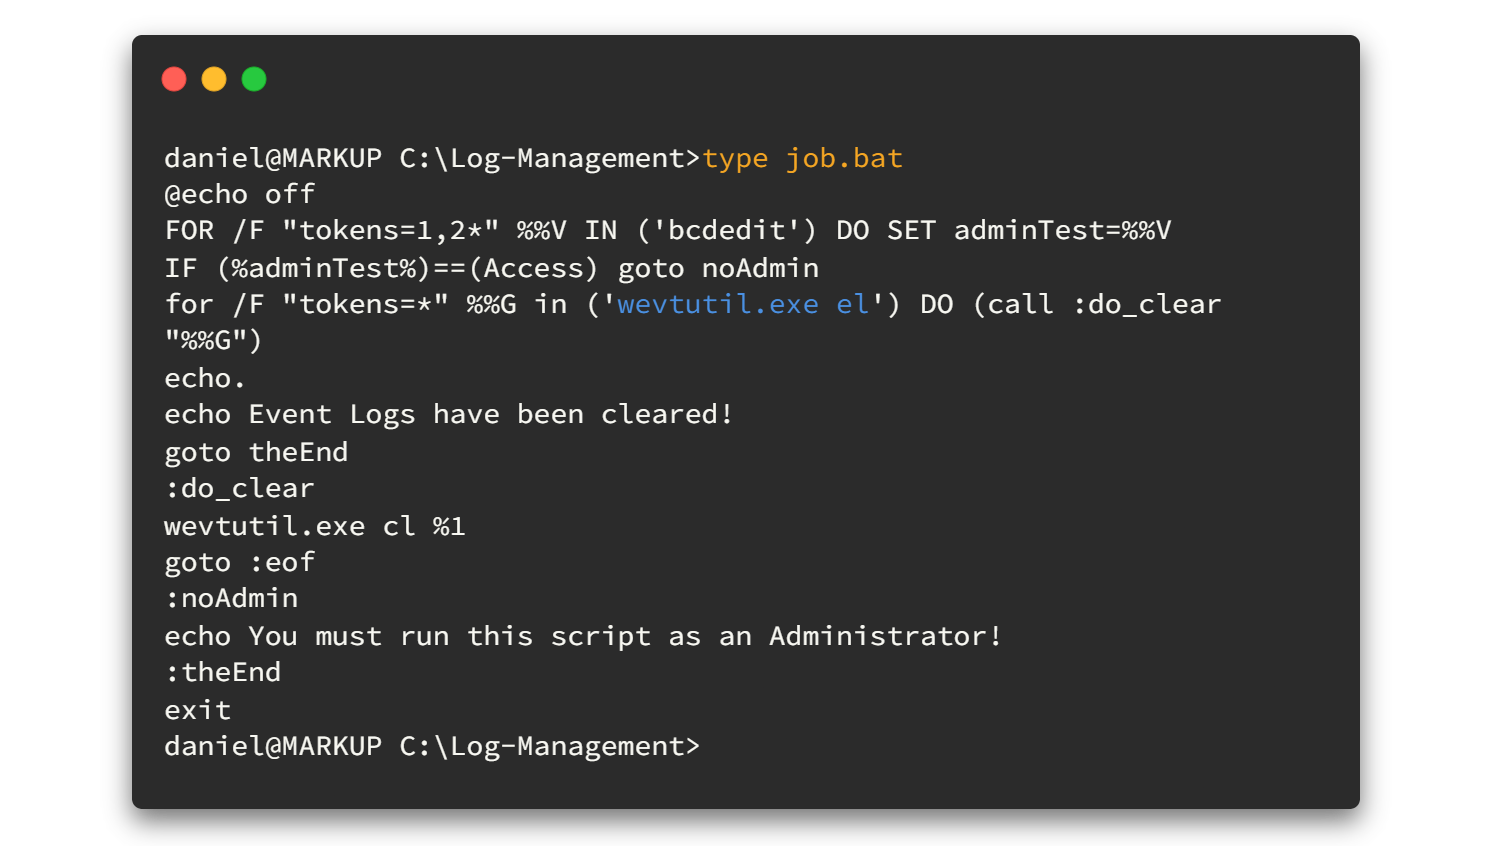 daniel@MARKUP C:\Log-Management>type job.bat
@echo off
FOR /F "tokens=1,2*" %%V IN ('bcdedit') DO SET adminTest=%%V
IF (%adminTest%)==(Access) goto noAdmin
for /F "tokens=*" %%G in ('wevtutil.exe el') DO (call :do_clear
"%%G")
echo.
echo Event Logs have been cleared!
goto theEnd
:do_clear
wevtutil.exe cl %1
goto :eof
:noAdmin
echo You must run this script as an Administrator!
:theEnd
exit
daniel@MARKUP C:\Log-Management>